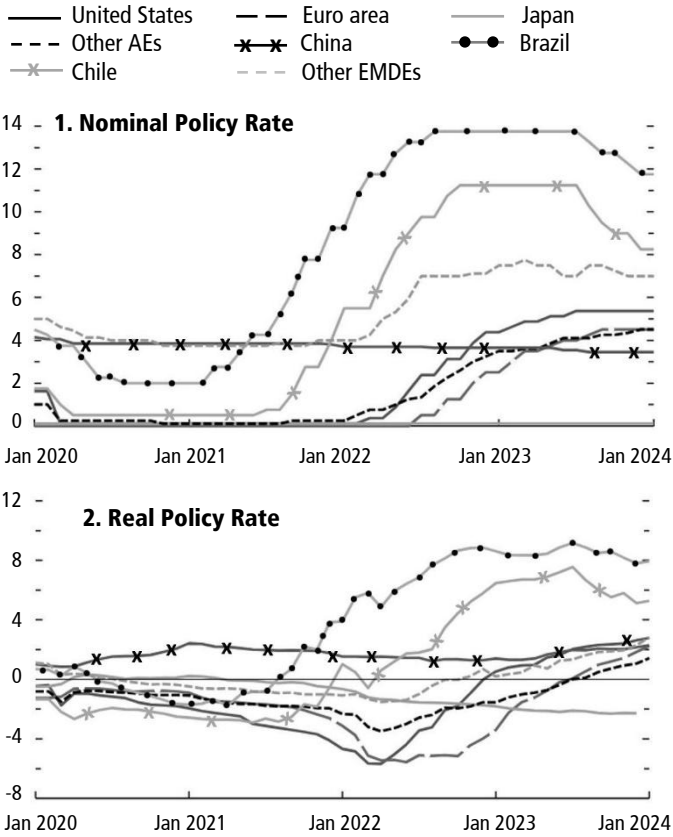 United States Euro area Japan
Other AEs China Brazil
Chile Other EMDEs
1. Nominal Policy Rate
14
12
10
8
6
4
2
0
Jan 2020 Jan 2021 Jan 2022 Jan 2023 Jan 2024
2. Real Policy Rate
12
8
4
0
-4
-8
Jan 2020 Jan 2021 Jan 2022 Jan 2023 Jan 2024